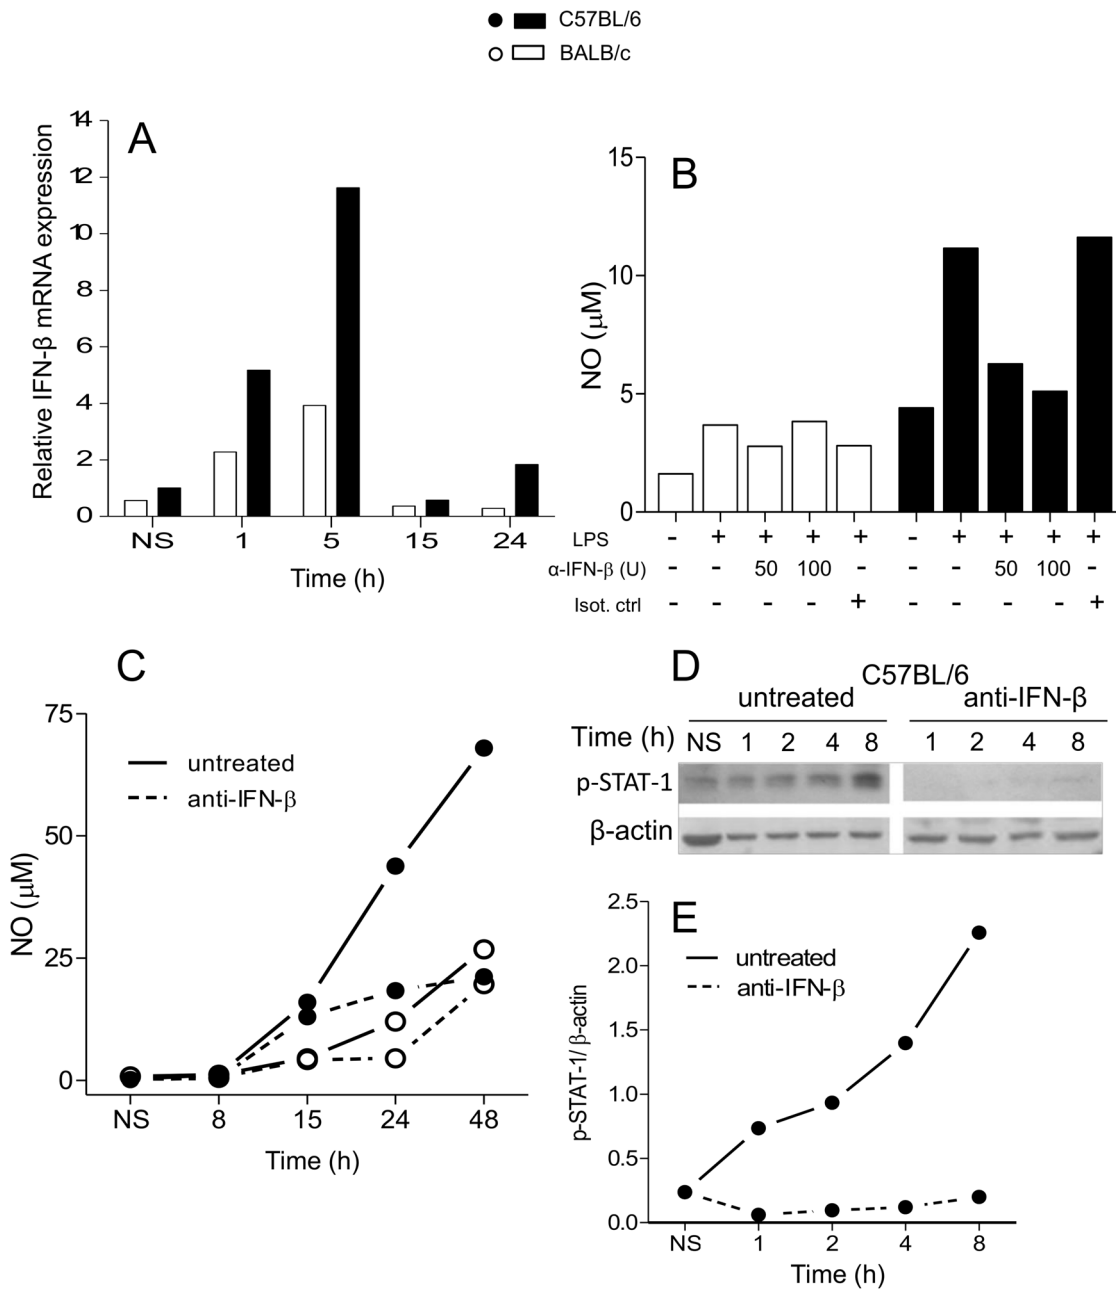 C57BL/6
BALB/c
A
Relative IFN-β mRNA expression
14
12
10
8
6
4
2
0
NS 1 5 15 24
Time (h)
B
NO (μM)
15
10
5
0
LPS - + + + + - + + + +
α-IFN-β (U) - - 50 100 - - - 50 100 -
Isot. ctrl - - - - + - - - - +
C
NO (μM)
75
50
25
0
untreated
anti-IFN-β
NS 8 15 24 48
Time (h)
D
C57BL/6
untreated anti-IFN-β
Time (h) NS 1 2 4 8 1 2 4 8
p-STAT-1
β-actin
E
p-STAT-1/ β-actin
2.5
2.0
1.5
1.0
0.5
0.0
untreated
anti-IFN-β
NS 1 2 4 8
Time (h)